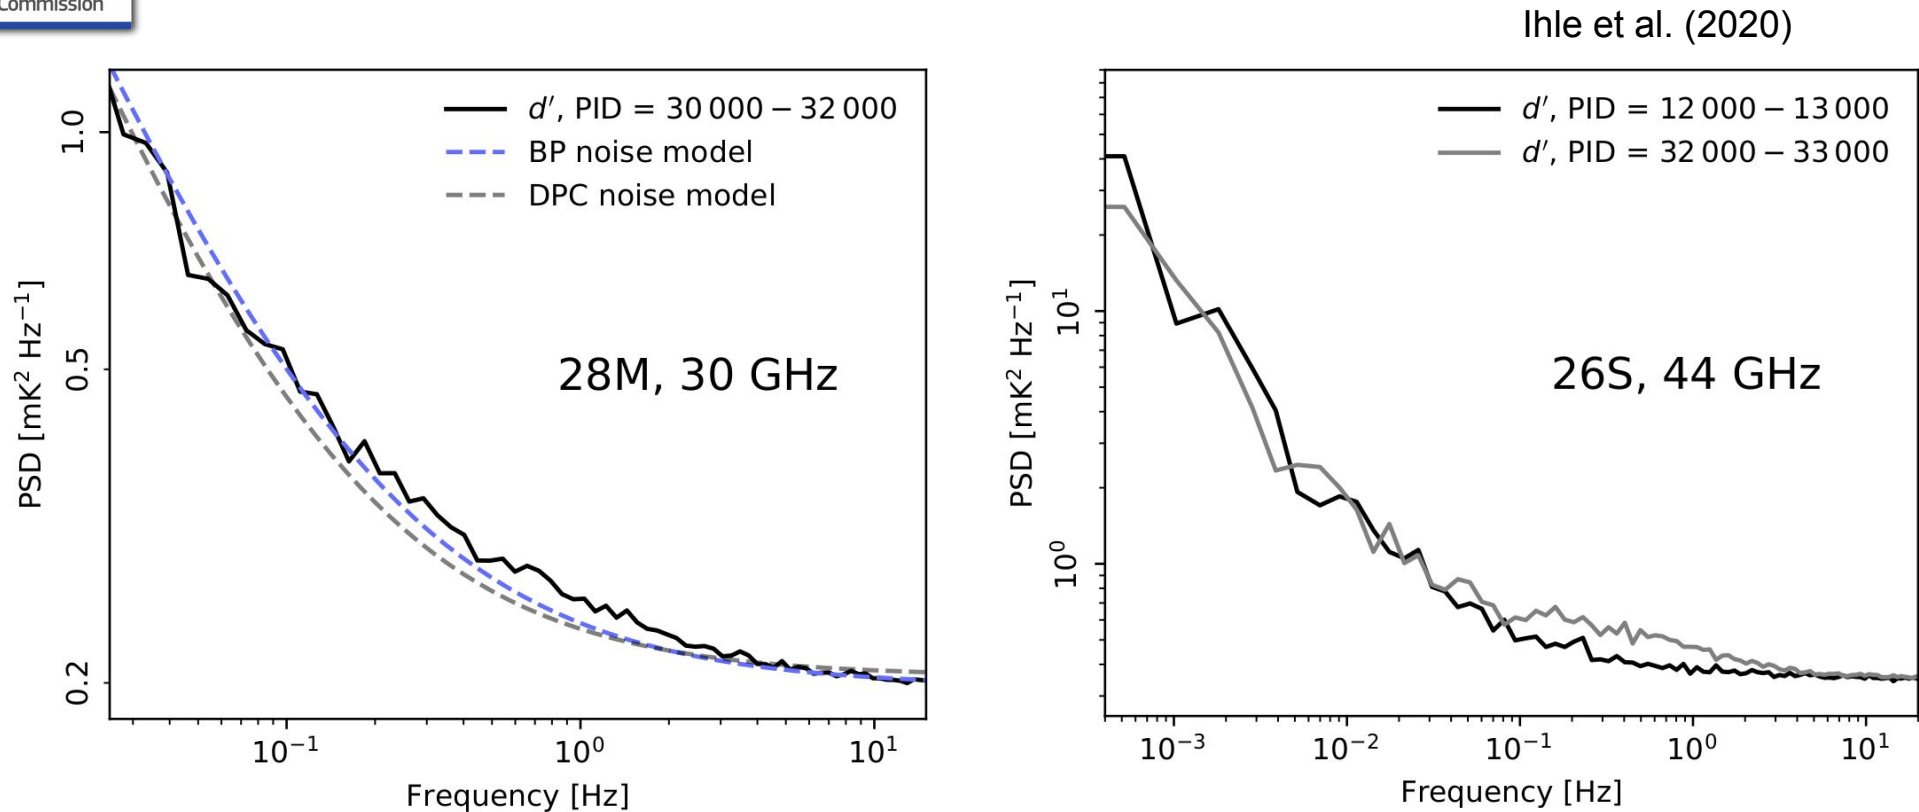 Commission
Ihle et al. (2020)
d′, PID = 30 000 − 32 000
BP noise model
DPC noise model
28M, 30 GHz
1.0
0.5
0.2
PSD [mK² Hz⁻¹]
10⁻¹ 10⁰ 10¹
Frequency [Hz]
d′, PID = 12 000 − 13 000
d′, PID = 32 000 − 33 000
26S, 44 GHz
10¹
10⁰
PSD [mK² Hz⁻¹]
10⁻³ 10⁻² 10⁻¹ 10⁰ 10¹
Frequency [Hz]